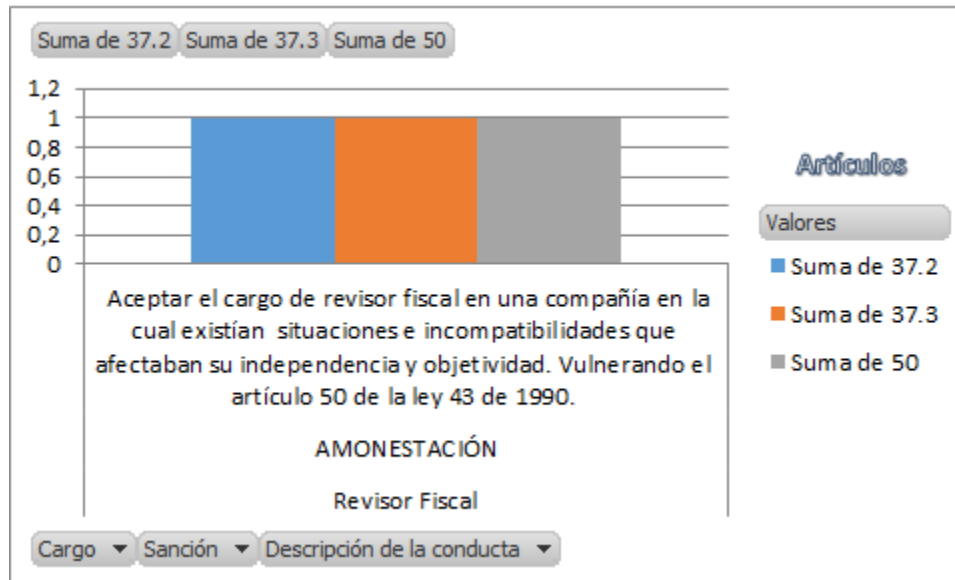 Suma de 37.2 Suma de 37.3 Suma de 50
1,2
1
0,8
0,6
0,4
0,2
0
Aceptar el cargo de revisor fiscal en una compañía en la
cual existían situaciones e incompatibilidades que
afectaban su independencia y objetividad. Vulnerando el
artículo 50 de la ley 43 de 1990.
AMONESTACIÓN
Revisor Fiscal
Artículos
Valores
Suma de 37.2
Suma de 37.3
Suma de 50
Cargo Sanción Descripción de la conducta